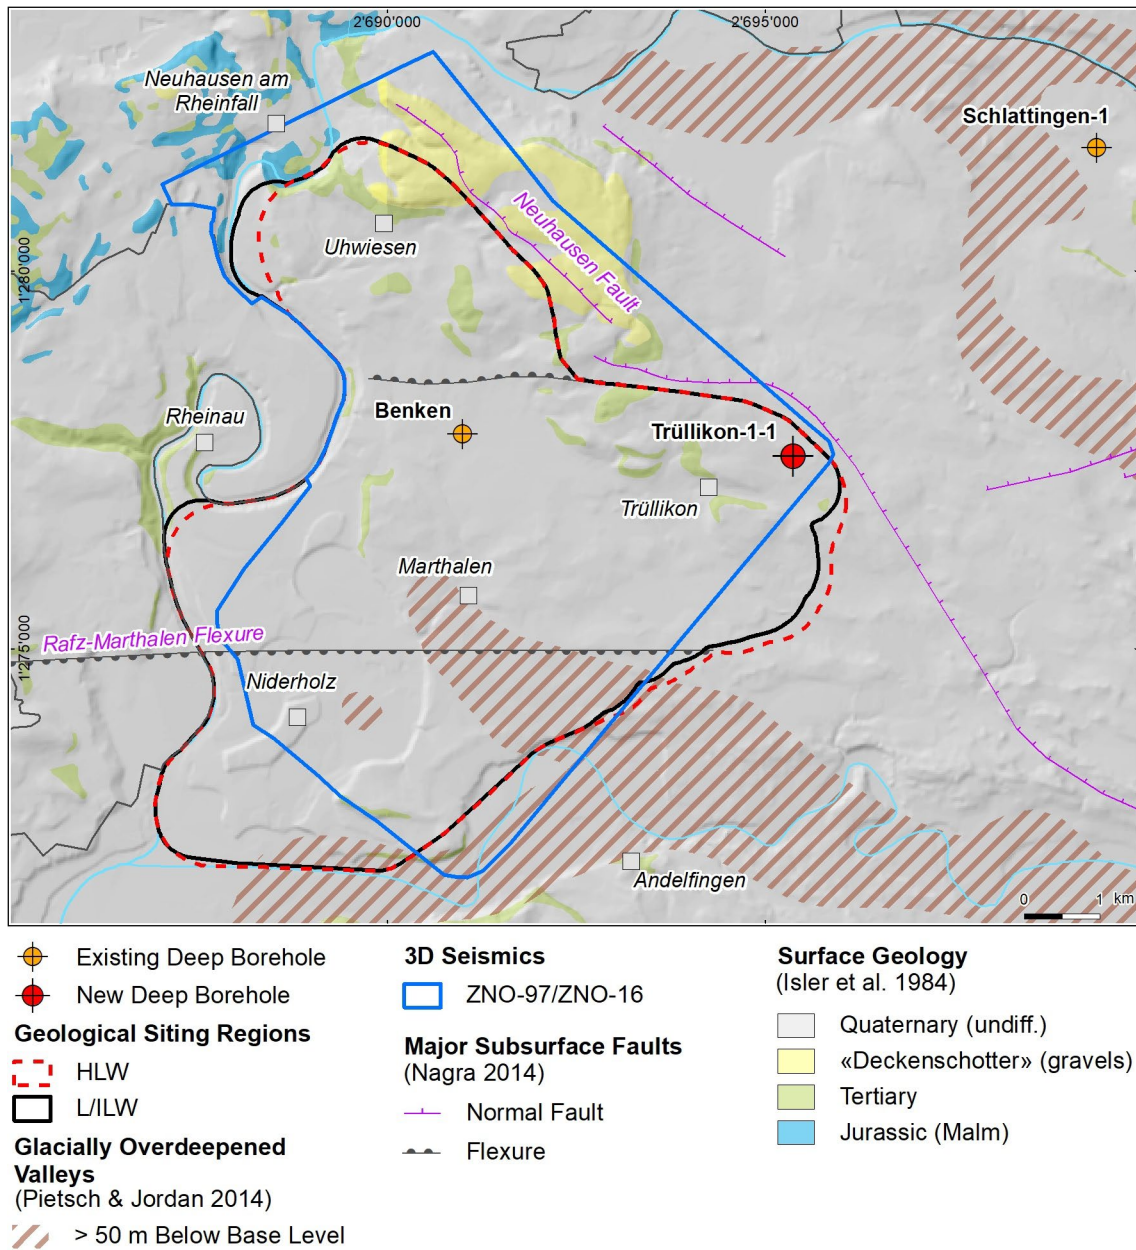 2'690'000
2'695'000
Neuhausen am
Rheinfall
Schlattingen-1
Uhwiesen
Neuhausen Fault
1'280'000
Rheinau
Benken
Trüllikon-1-1
Trüllikon
Marthalen
Rafz-Marthalen Flexure
1'275'000
Niderholz
Andelfingen
0 1 km
Existing Deep Borehole
New Deep Borehole
Geological Siting Regions
HLW
L/ILW
Glacially Overdeepened
Valleys
(Pietsch & Jordan 2014)
> 50 m Below Base Level
3D Seismics
ZNO-97/ZNO-16
Major Subsurface Faults
(Nagra 2014)
Normal Fault
Flexure
Surface Geology
(Isler et al. 1984)
Quaternary (undiff.)
«Deckenschotter» (gravels)
Tertiary
Jurassic (Malm)